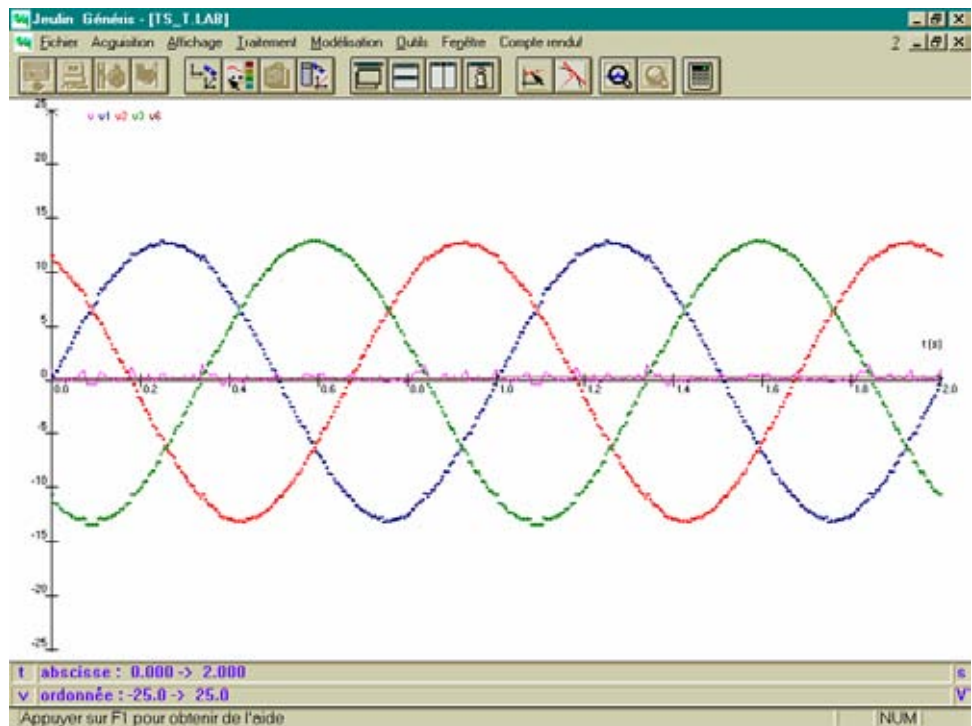 Jeulin Généris - [TS_T.LAB]
Fichier Acquisition Affichage Traitement Modélisation Outils Fenêtre Compte rendu! 2
25
v v1 v2 v3 v6
20
15
10
5
t(s)
0
0.0 0.2 0.4 0.6 0.8 1.0 1.2 1.4 1.6 1.8 2.0
-5
-10
-15
-20
-25
t abscisse : 0.000 -> 2.000 s
v ordonnée :-25.0 -> 25.0 V
Appuyer sur F1 pour obtenir de l'aide NUM